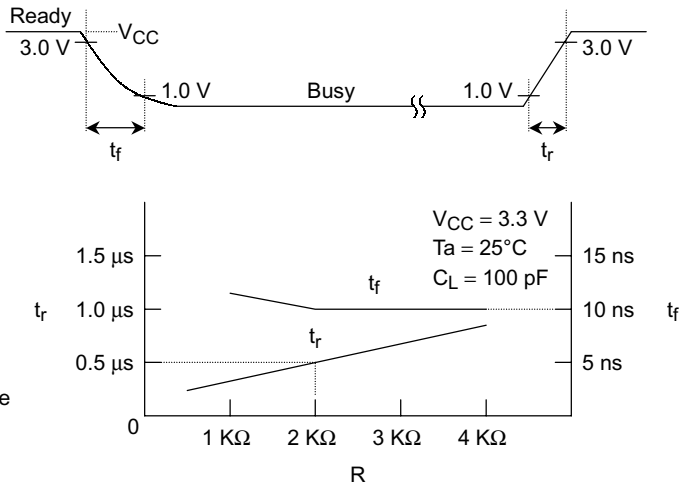 Ready
VCC
3.0 V
3.0 V
1.0 V
Busy
1.0 V
tf
tr
VCC = 3.3 V
Ta = 25°C
CL = 100 pF
1.5 μs
15 ns
tf
tr
1.0 μs
10 ns
tf
tr
0.5 μs
5 ns
e
0
1 KΩ
2 KΩ
3 KΩ
4 KΩ
R